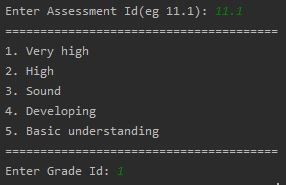 Enter Assessment Id(eg 11.1): 11.1
=======================================
1. Very high
2. High
3. Sound
4. Developing
5. Basic understanding
=======================================
Enter Grade Id: 1